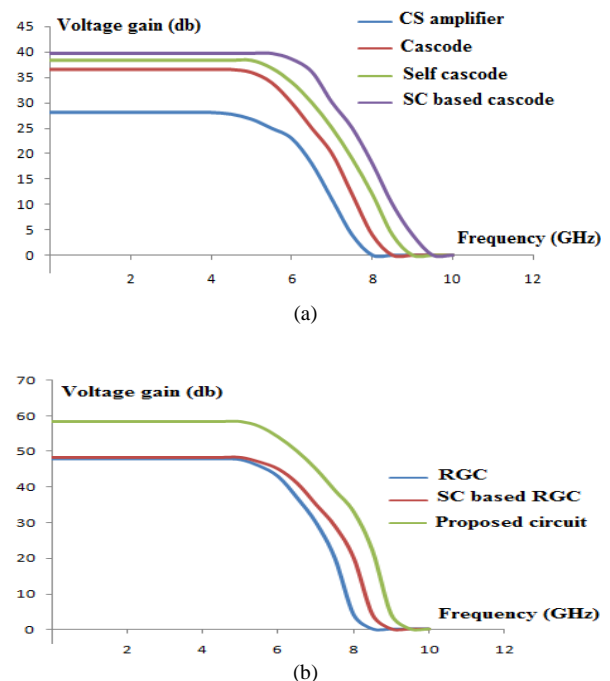 Voltage gain (db)
CS amplifier
Cascode
Self cascode
SC based cascode
45
40
35
30
25
20
15
10
5
0
Frequency (GHz)
2 4 6 8 10 12
(a)
Voltage gain (db)
70
60
50
40
30
20
10
0
RGC
SC based RGC
Proposed circuit
Frequency (GHz)
2 4 6 8 10 12
(b)